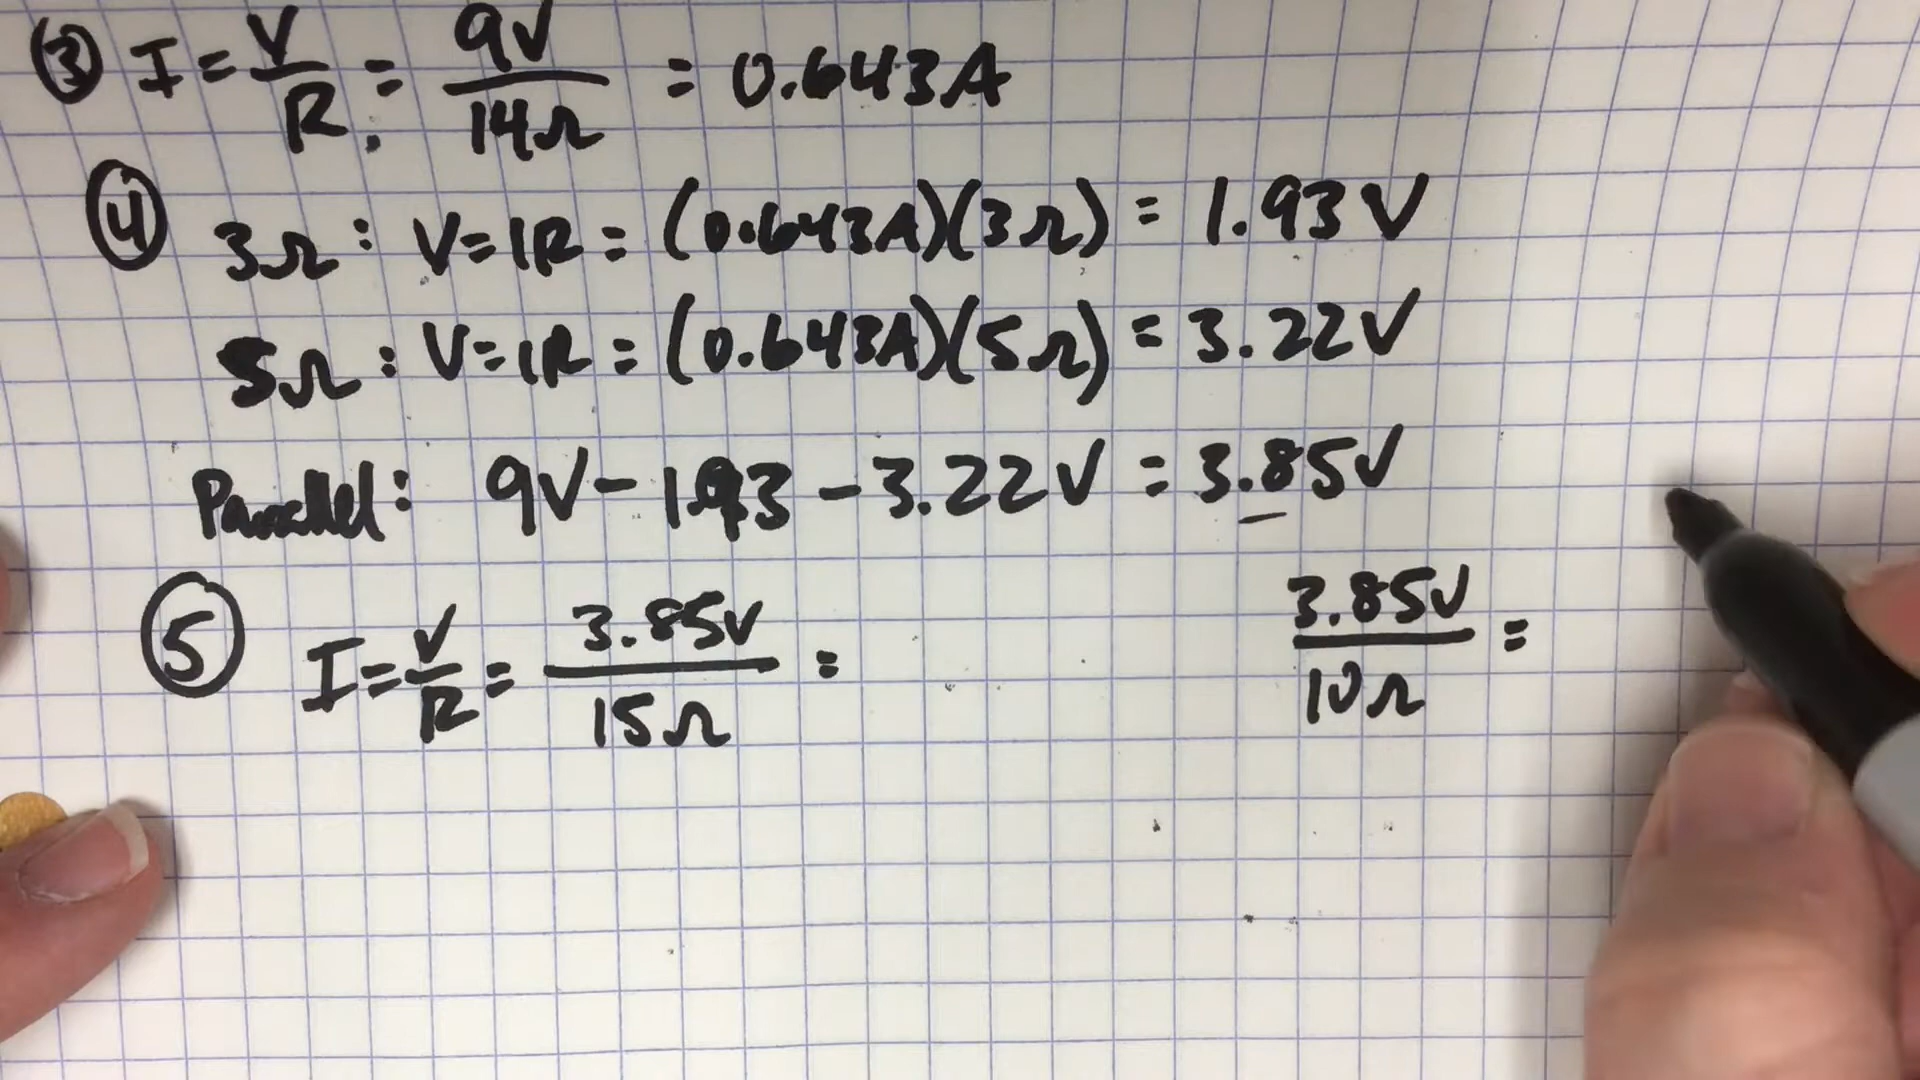 ③ I = V/R = 9V/14Ω = 0.643A
④ 3Ω: V=IR = (0.643A)(3Ω) = 1.93V
5Ω: V=IR = (0.643A)(5Ω) = 3.22V
Parallel: 9V - 1.93 - 3.22V = 3.85V
⑤ I = V/R = 3.85V/15Ω = 3.85V/10Ω =